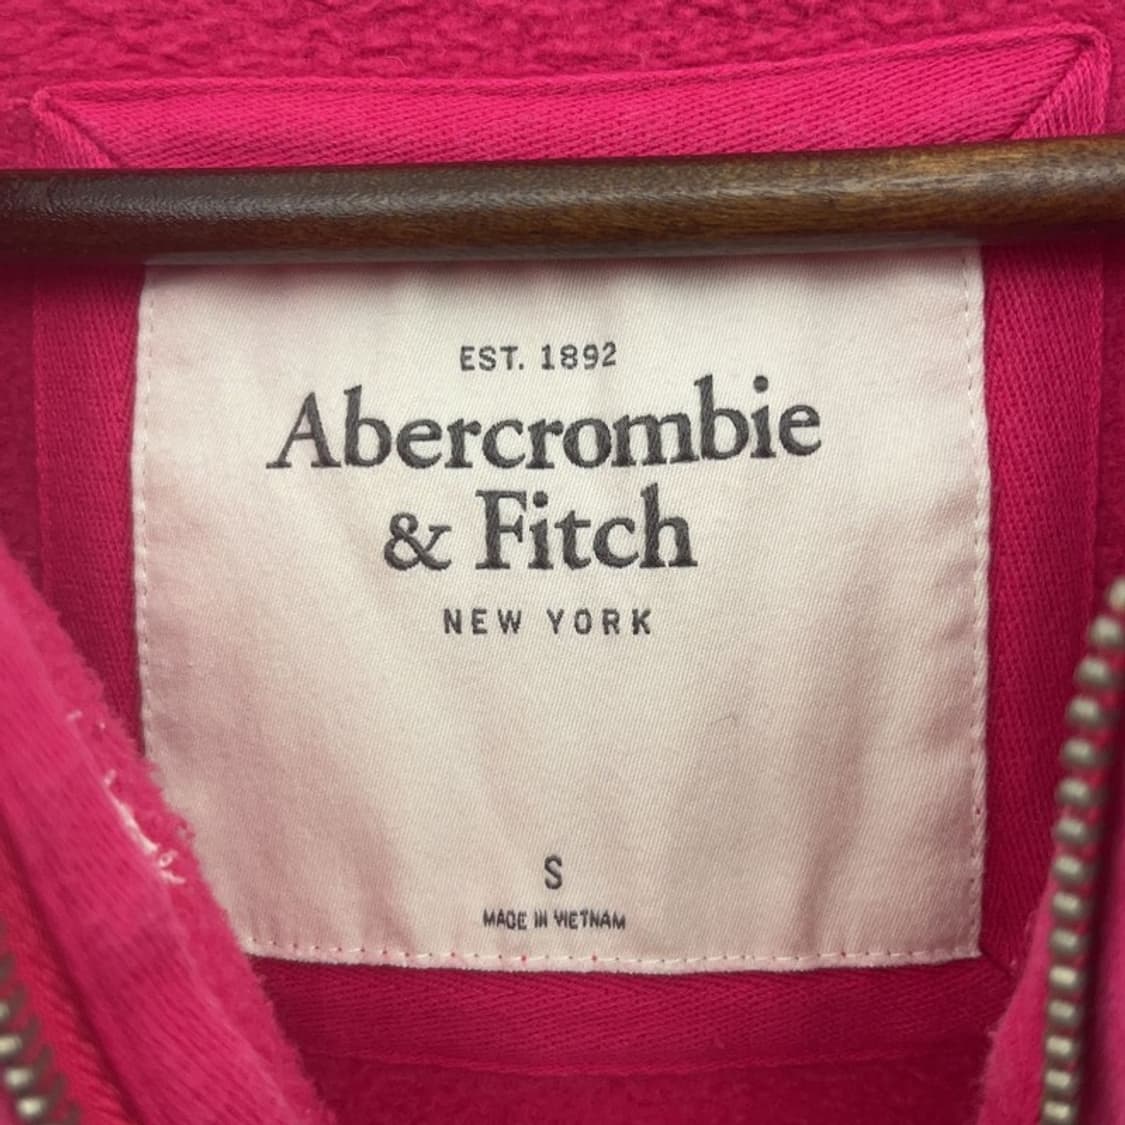 EST. 1892
Abercrombie
& Fitch
NEW YORK
S
MADE IN VIETNAM